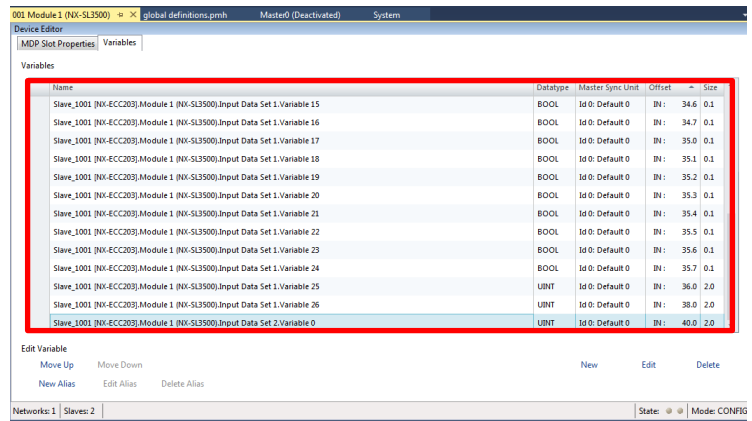 001 Module 1 (NX-SL3500) global definitions.pmh Master0 (Deactivated) System
Device Editor
MDP Slot Properties Variables
Variables
Name Datatype Master Sync Unit Offset Size
Slave_1001 [NX-ECC203].Module 1 (NX-SL3500).Input Data Set 1.Variable 15 BOOL Id 0: Default 0 IN : 34.6 0.1
Slave_1001 [NX-ECC203].Module 1 (NX-SL3500).Input Data Set 1.Variable 16 BOOL Id 0: Default 0 IN : 34.7 0.1
Slave_1001 [NX-ECC203].Module 1 (NX-SL3500).Input Data Set 1.Variable 17 BOOL Id 0: Default 0 IN : 35.0 0.1
Slave_1001 [NX-ECC203].Module 1 (NX-SL3500).Input Data Set 1.Variable 18 BOOL Id 0: Default 0 IN : 35.1 0.1
Slave_1001 [NX-ECC203].Module 1 (NX-SL3500).Input Data Set 1.Variable 19 BOOL Id 0: Default 0 IN : 35.2 0.1
Slave_1001 [NX-ECC203].Module 1 (NX-SL3500).Input Data Set 1.Variable 20 BOOL Id 0: Default 0 IN : 35.3 0.1
Slave_1001 [NX-ECC203].Module 1 (NX-SL3500).Input Data Set 1.Variable 21 BOOL Id 0: Default 0 IN : 35.4 0.1
Slave_1001 [NX-ECC203].Module 1 (NX-SL3500).Input Data Set 1.Variable 22 BOOL Id 0: Default 0 IN : 35.5 0.1
Slave_1001 [NX-ECC203].Module 1 (NX-SL3500).Input Data Set 1.Variable 23 BOOL Id 0: Default 0 IN : 35.6 0.1
Slave_1001 [NX-ECC203].Module 1 (NX-SL3500).Input Data Set 1.Variable 24 BOOL Id 0: Default 0 IN : 35.7 0.1
Slave_1001 [NX-ECC203].Module 1 (NX-SL3500).Input Data Set 1.Variable 25 UINT Id 0: Default 0 IN : 36.0 2.0
Slave_1001 [NX-ECC203].Module 1 (NX-SL3500).Input Data Set 1.Variable 26 UINT Id 0: Default 0 IN : 38.0 2.0
Slave_1001 [NX-ECC203].Module 1 (NX-SL3500).Input Data Set 2.Variable 0 UINT Id 0: Default 0 IN : 40.0 2.0
Edit Variable
Move Up Move Down New Edit Delete
New Alias Edit Alias Delete Alias
Networks: 1 Slaves: 2 State: Mode: CONFIG